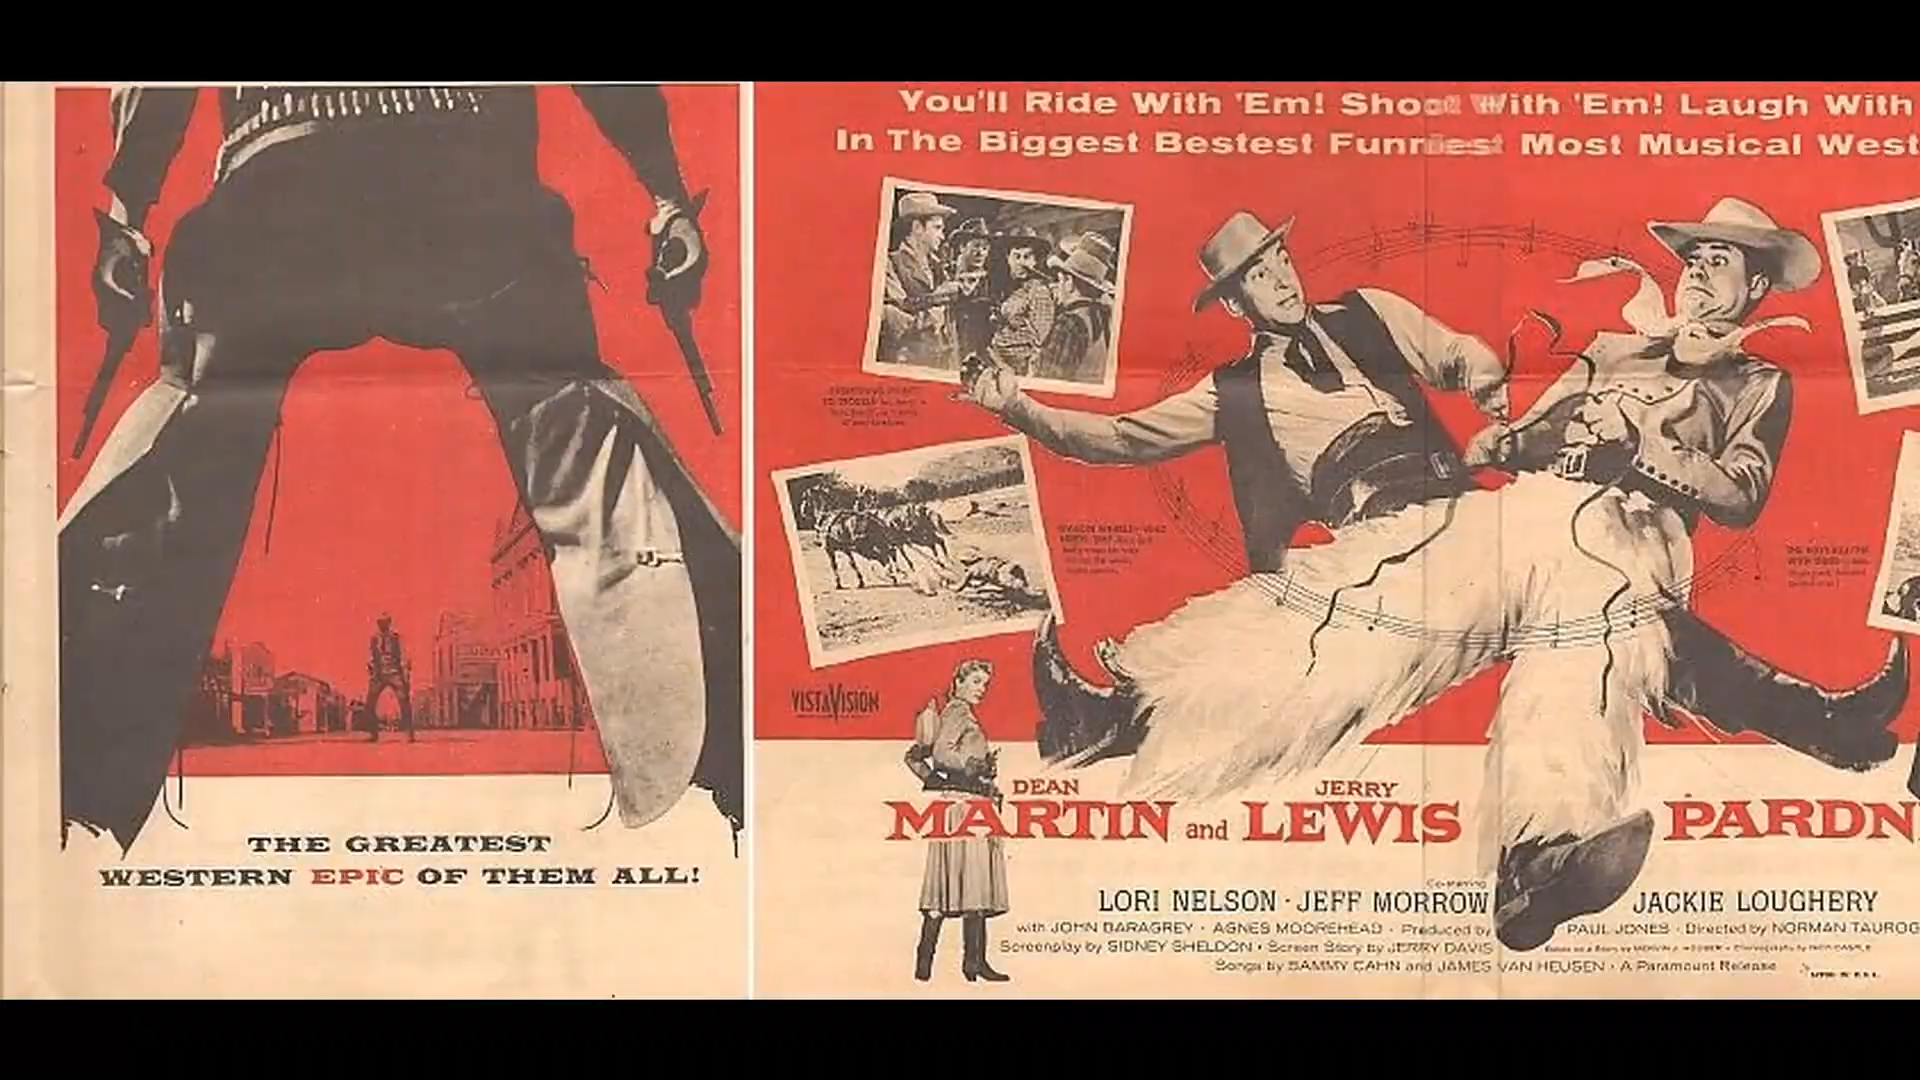 You'll Ride With 'Em! Shoot With 'Em! Laugh With
In The Biggest Bestest Funniest Most Musical West
VISTAVISION
DEAN MARTIN and JERRY LEWIS PARDN
Co-starring
LORI NELSON · JEFF MORROW JACKIE LOUGHERY
with JOHN BARAGREY · AGNES MOOREHEAD · Produced by PAUL JONES · Directed by NORMAN TAUROG
Screenplay by SIDNEY SHELDON · Screen Story by JERRY DAVIS
Songs by SAMMY CAHN and JAMES VAN HEUSEN · A Paramount Release
THE GREATEST
WESTERN EPIC OF THEM ALL!